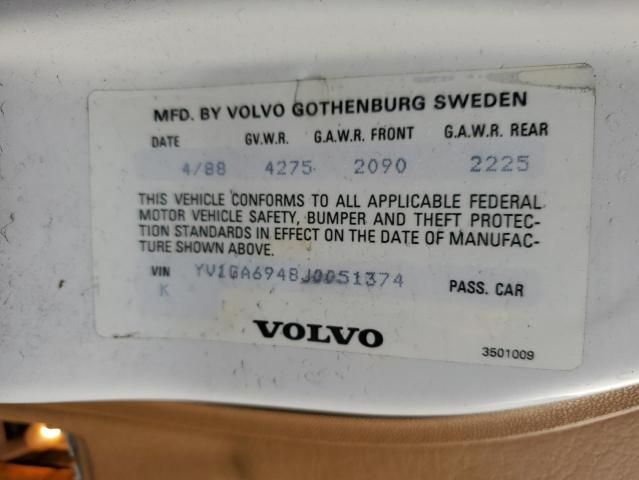 MFD. BY VOLVO GOTHENBURG SWEDEN
DATE GV.W.R. G.A.W.R. FRONT G.A.W.R. REAR
4/88 4275 2090 2225
THIS VEHICLE CONFORMS TO ALL APPLICABLE FEDERAL
MOTOR VEHICLE SAFETY, BUMPER AND THEFT PROTEC-
TION STANDARDS IN EFFECT ON THE DATE OF MANUFAC-
TURE SHOWN ABOVE.
VIN YV1GA6948J0051374
K PASS. CAR
VOLVO
3501009